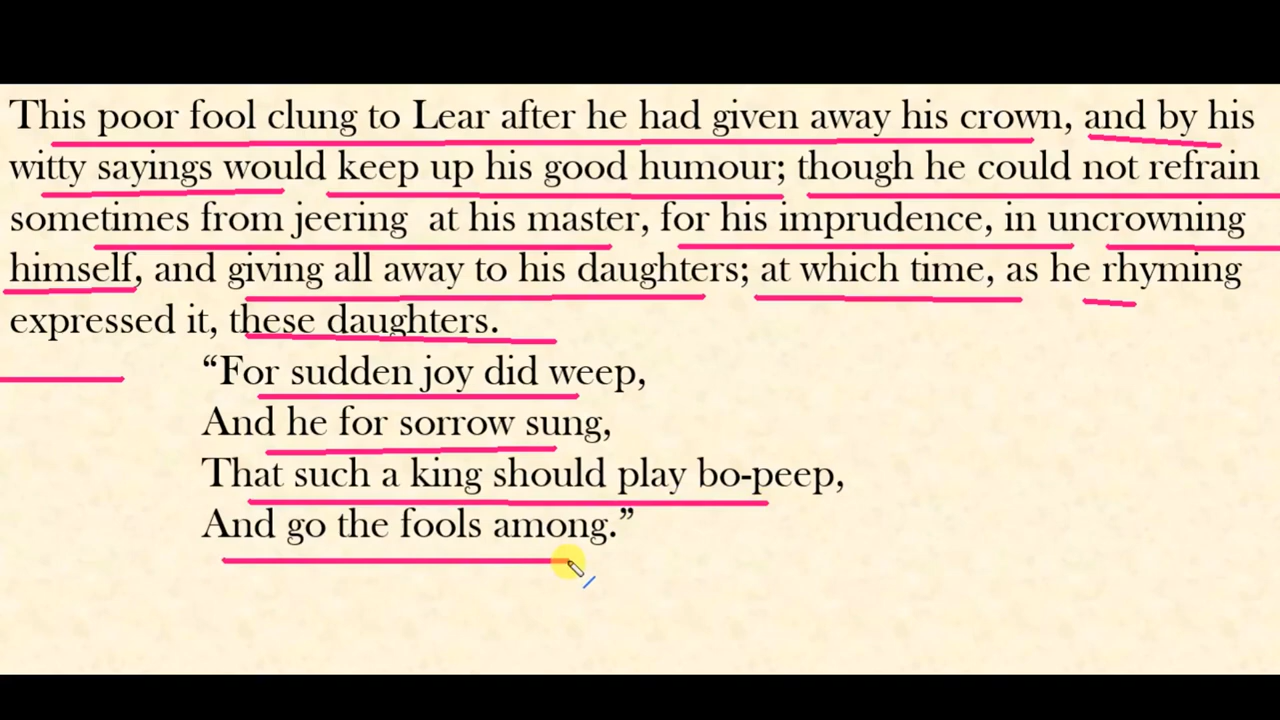 This poor fool clung to Lear after he had given away his crown, and by his
witty sayings would keep up his good humour; though he could not refrain
sometimes from jeering at his master, for his imprudence, in uncrowning
himself, and giving all away to his daughters; at which time, as he rhyming
expressed it, these daughters.
“For sudden joy did weep,
And he for sorrow sung,
That such a king should play bo-peep,
And go the fools among.”